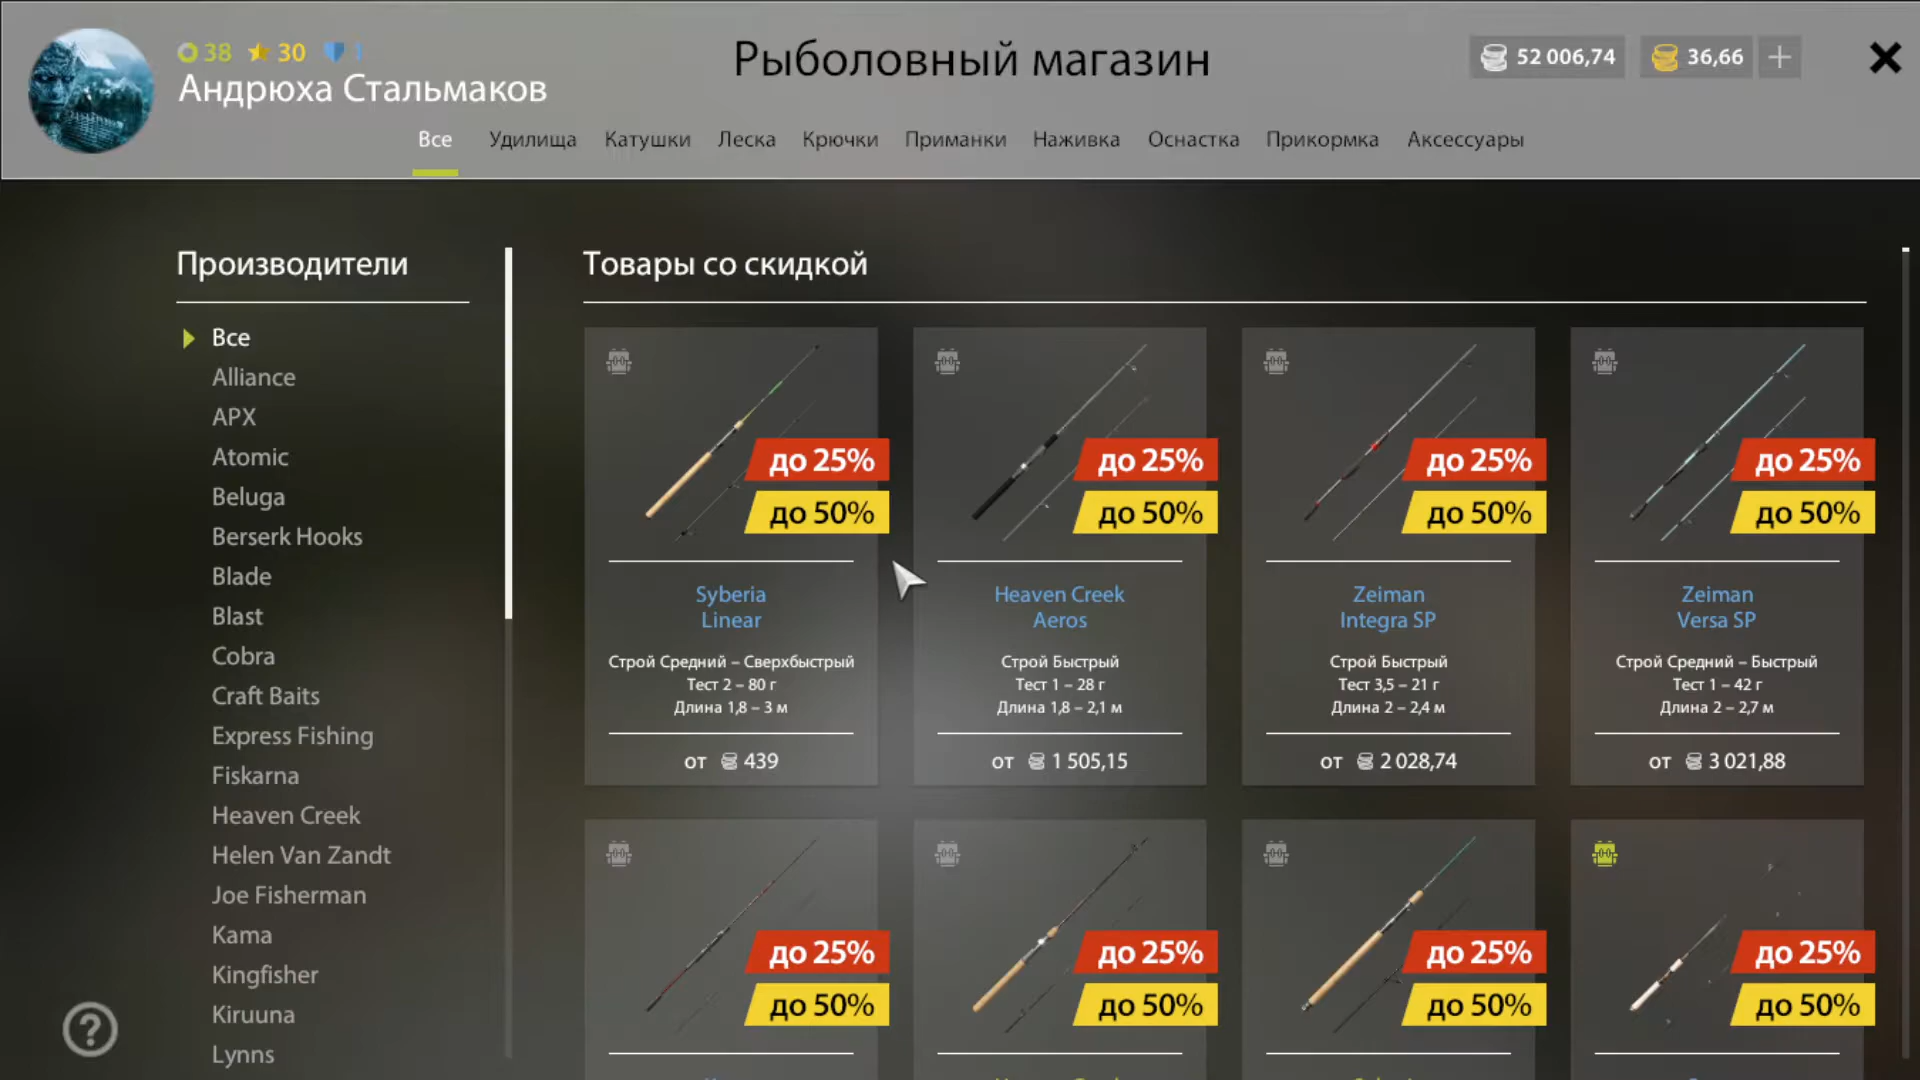 38 30 1
Андрюха Стальмаков
Рыболовный магазин
52 006,74
36,66
Все Удилища Катушки Леска Крючки Приманки Наживка Оснастка Прикормка Аксессуары
Производители
Все
Alliance
APX
Atomic
Beluga
Berserk Hooks
Blade
Blast
Cobra
Craft Baits
Express Fishing
Fiskarna
Heaven Creek
Helen Van Zandt
Joe Fisherman
Kama
Kingfisher
Kiruuna
Lynns
?
Товары со скидкой
до 25%
до 50%
Syberia
Linear
Строй Средний – Сверхбыстрый
Тест 2 – 80 г
Длина 1,8 – 3 м
от 439
до 25%
до 50%
Heaven Creek
Aeros
Строй Быстрый
Тест 1 – 28 г
Длина 1,8 – 2,1 м
от 1 505,15
до 25%
до 50%
Zeiman
Integra SP
Строй Быстрый
Тест 3,5 – 21 г
Длина 2 – 2,4 м
от 2 028,74
до 25%
до 50%
Zeiman
Versa SP
Строй Средний – Быстрый
Тест 1 – 42 г
Длина 2 – 2,7 м
от 3 021,88
до 25%
до 50%
до 25%
до 50%
до 25%
до 50%
до 25%
до 50%